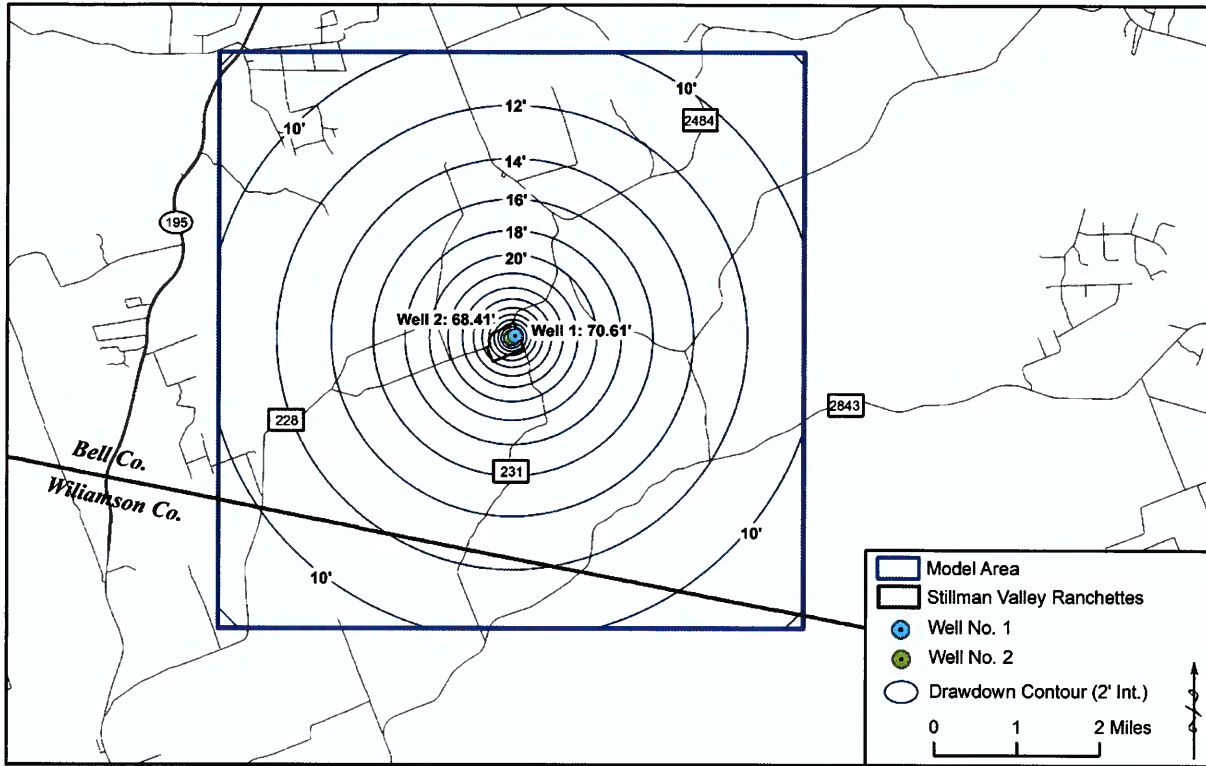 10'
12'
10'
2484
10'
14'
16'
195
18'
20'
Well 2: 68.41'
Well 1: 70.61'
2843
228
Bell Co.
231
Wiliamson Co.
10'
10'
Model Area
Stillman Valley Ranchettes
Well No. 1
Well No. 2
Drawdown Contour (2' Int.)
0 1 2 Miles